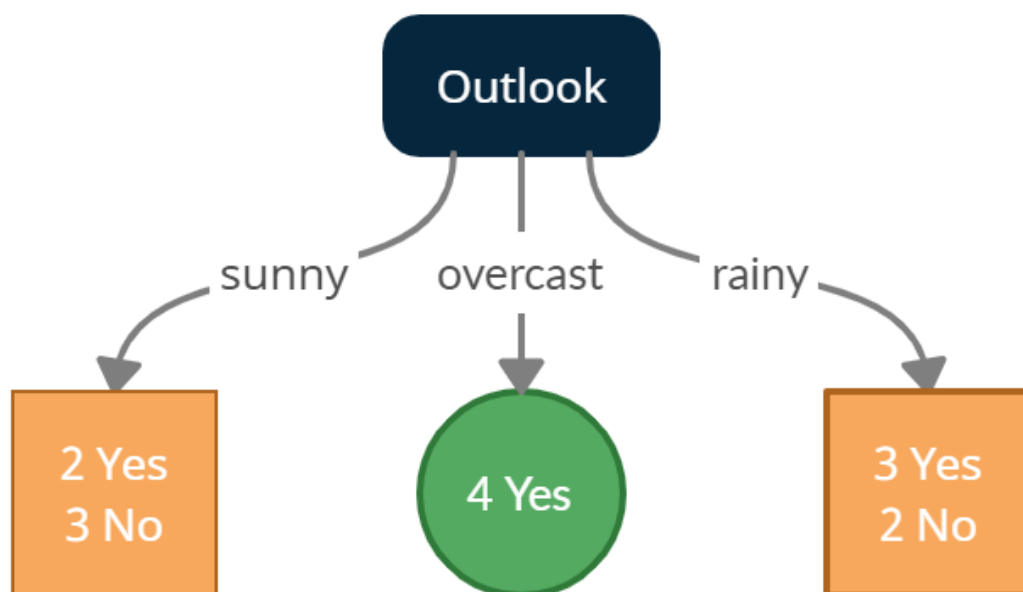 Outlook
sunny
overcast
rainy
2 Yes
3 No
4 Yes
3 Yes
2 No